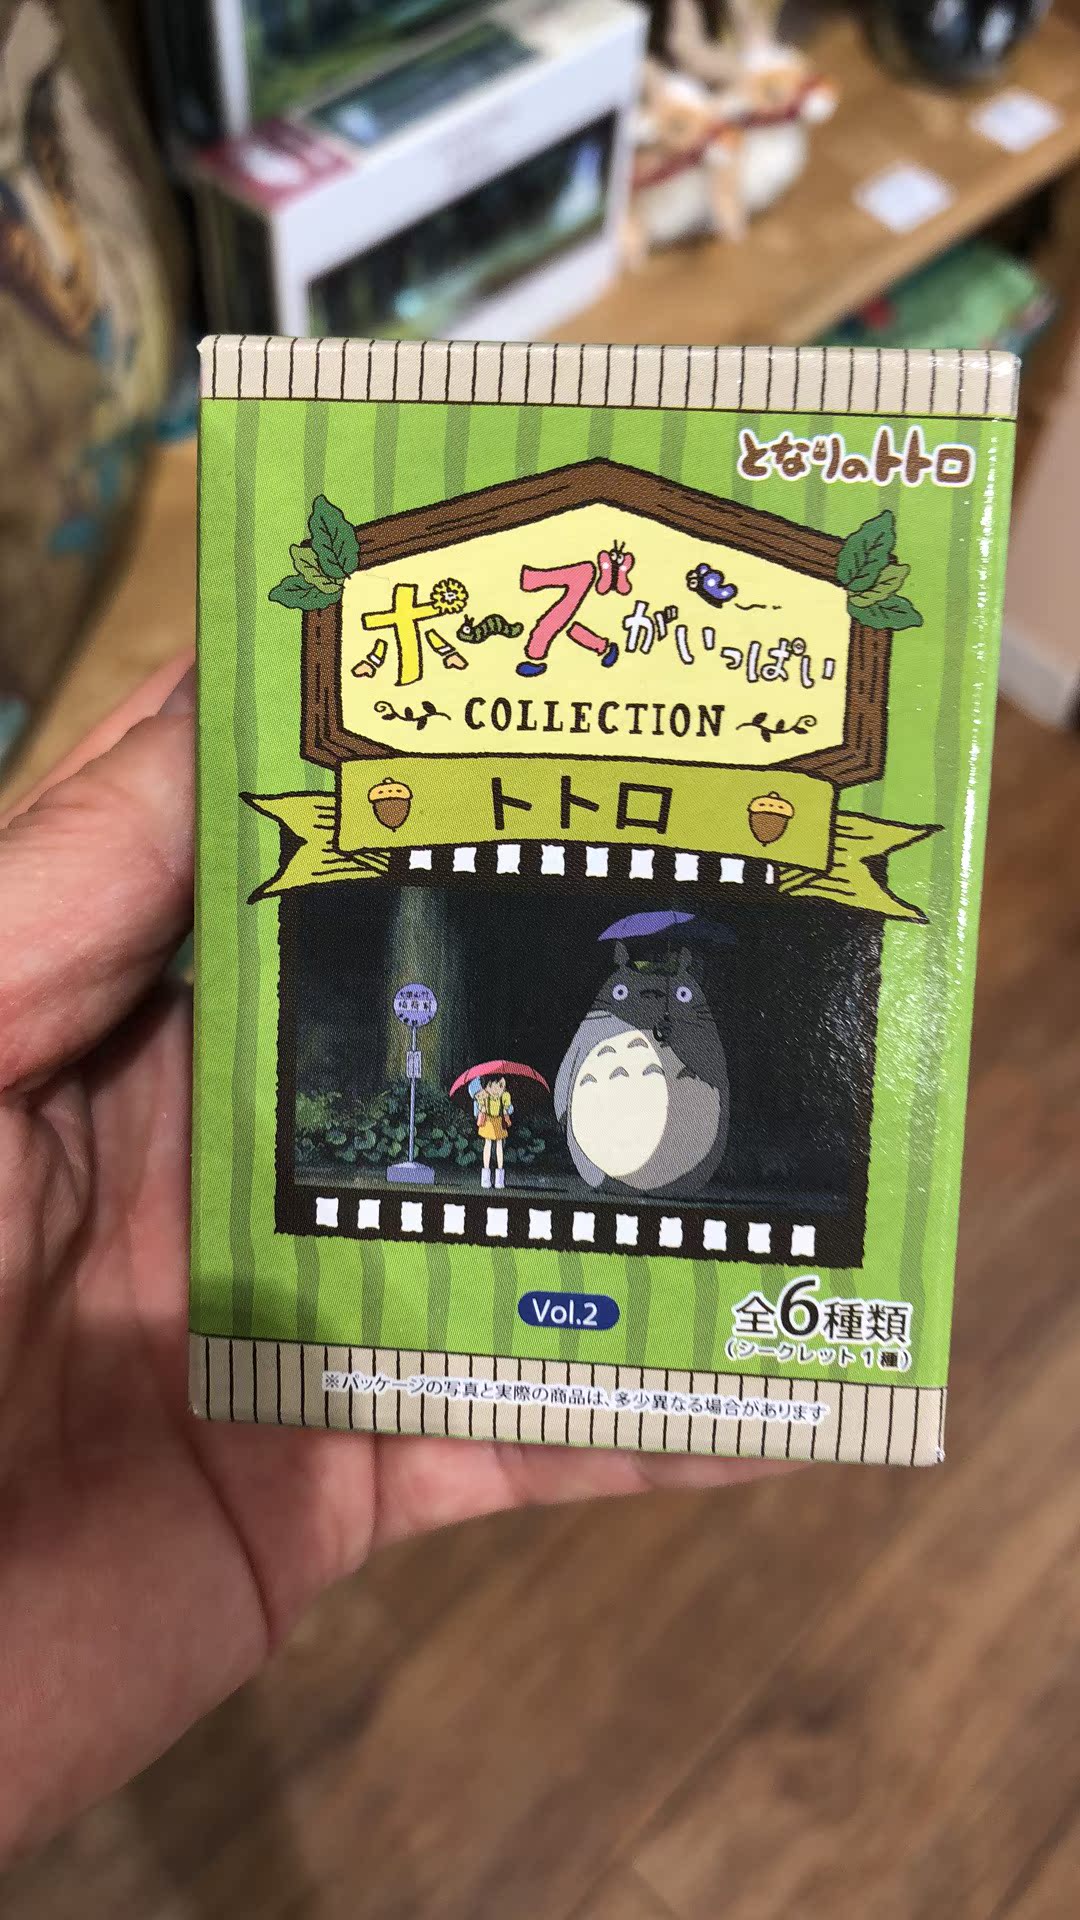 となりのトトロ
ポーズがいっぱい
COLLECTION
トトロ
Vol.2
全6種類
(シークレット1種)
※パッケージの写真と実際の商品は、多少異なる場合があります